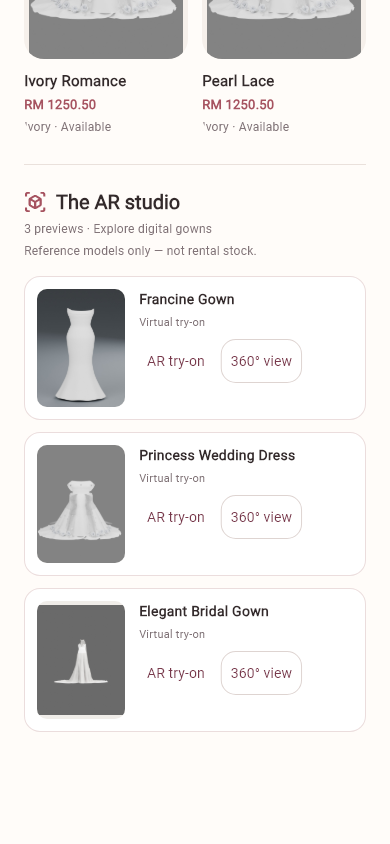 Ivory Romance
Pearl Lace
RM 1250.50
RM 1250.50
'vory · Available
'vory · Available
The AR studio
3 previews · Explore digital gowns
Reference models only — not rental stock.
Francine Gown
Virtual try-on
AR try-on
360° view
Princess Wedding Dress
Virtual try-on
AR try-on
360° view
Elegant Bridal Gown
Virtual try-on
AR try-on
360° view